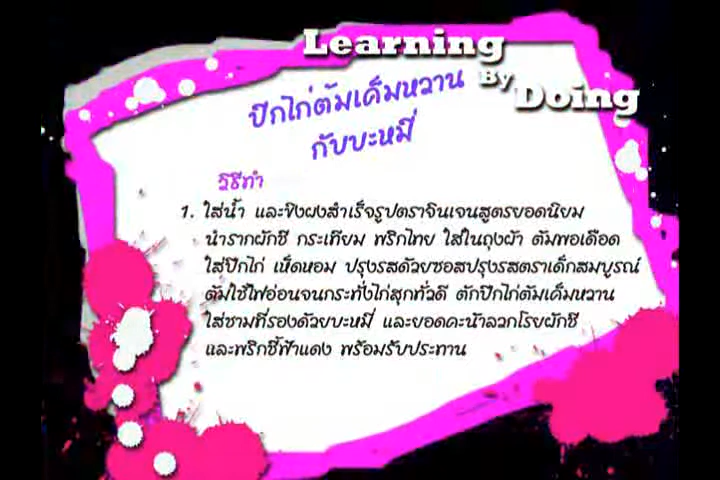 Learning
By
Doing
ปีกไก่ต้มเค็มหวาน
กับบะหมี่
วิธีทำ
1. ใส่น้ำ และขิงผงสำเร็จรูปตราจินเจนสูตรยอดนิยม
นำรากผักชี กระเทียม พริกไทย ใส่ในถุงผ้า ต้มพอเดือด
ใส่ปีกไก่ เห็ดหอม ปรุงรสด้วยซอสปรุงรสตราเด็กสมบูรณ์
ต้มใช้ไฟอ่อนจนกระทั่งไก่สุกทั่วดี ตักปีกไก่ต้มเค็มหวาน
ใส่ชามที่รองด้วยบะหมี่ และยอดคะน้าลวกโรยผักชี
และพริกชี้ฟ้าแดง พร้อมรับประทาน